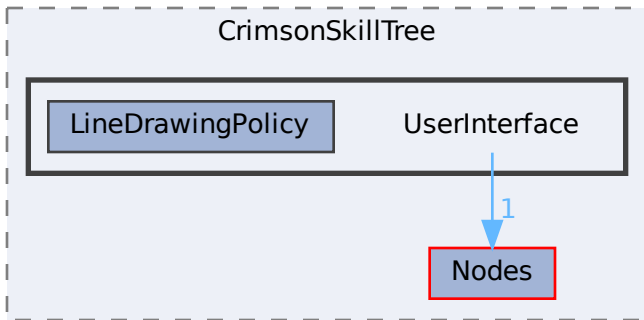 CrimsonSkillTree
LineDrawingPolicy
UserInterface
1
Nodes